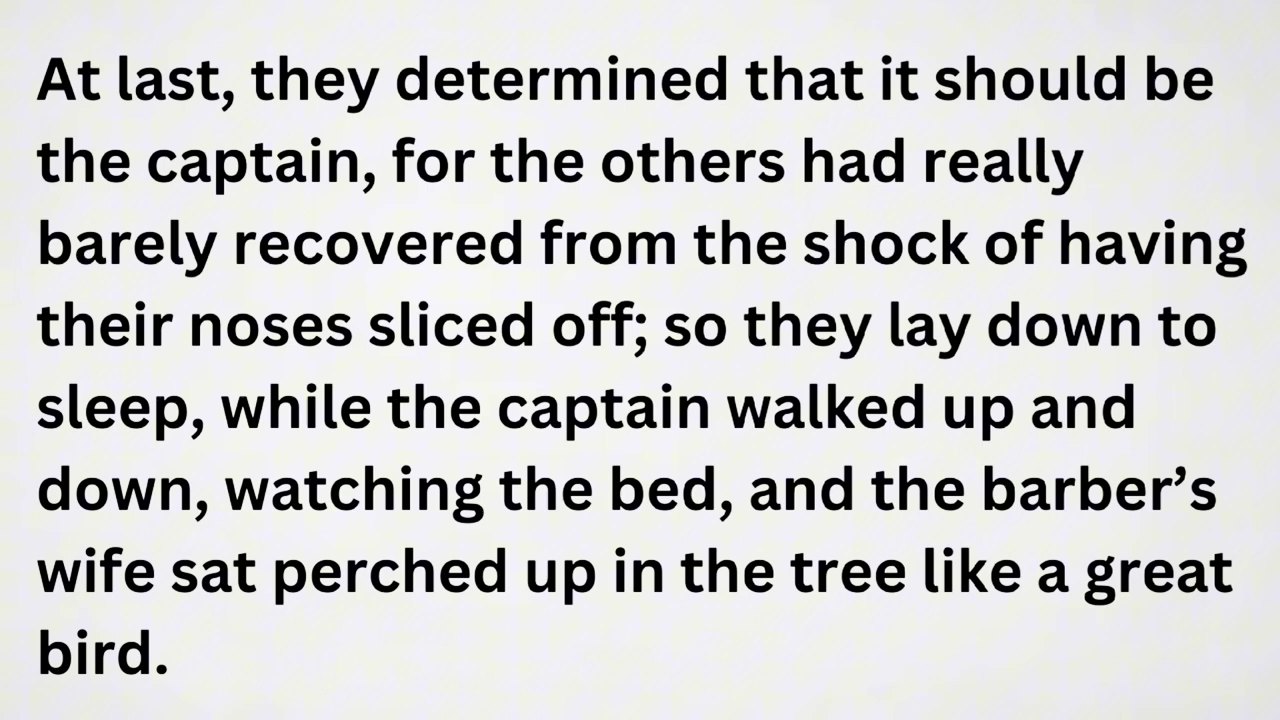 At last, they determined that it should be
the captain, for the others had really
barely recovered from the shock of having
their noses sliced off; so they lay down to
sleep, while the captain walked up and
down, watching the bed, and the barber’s
wife sat perched up in the tree like a great
bird.